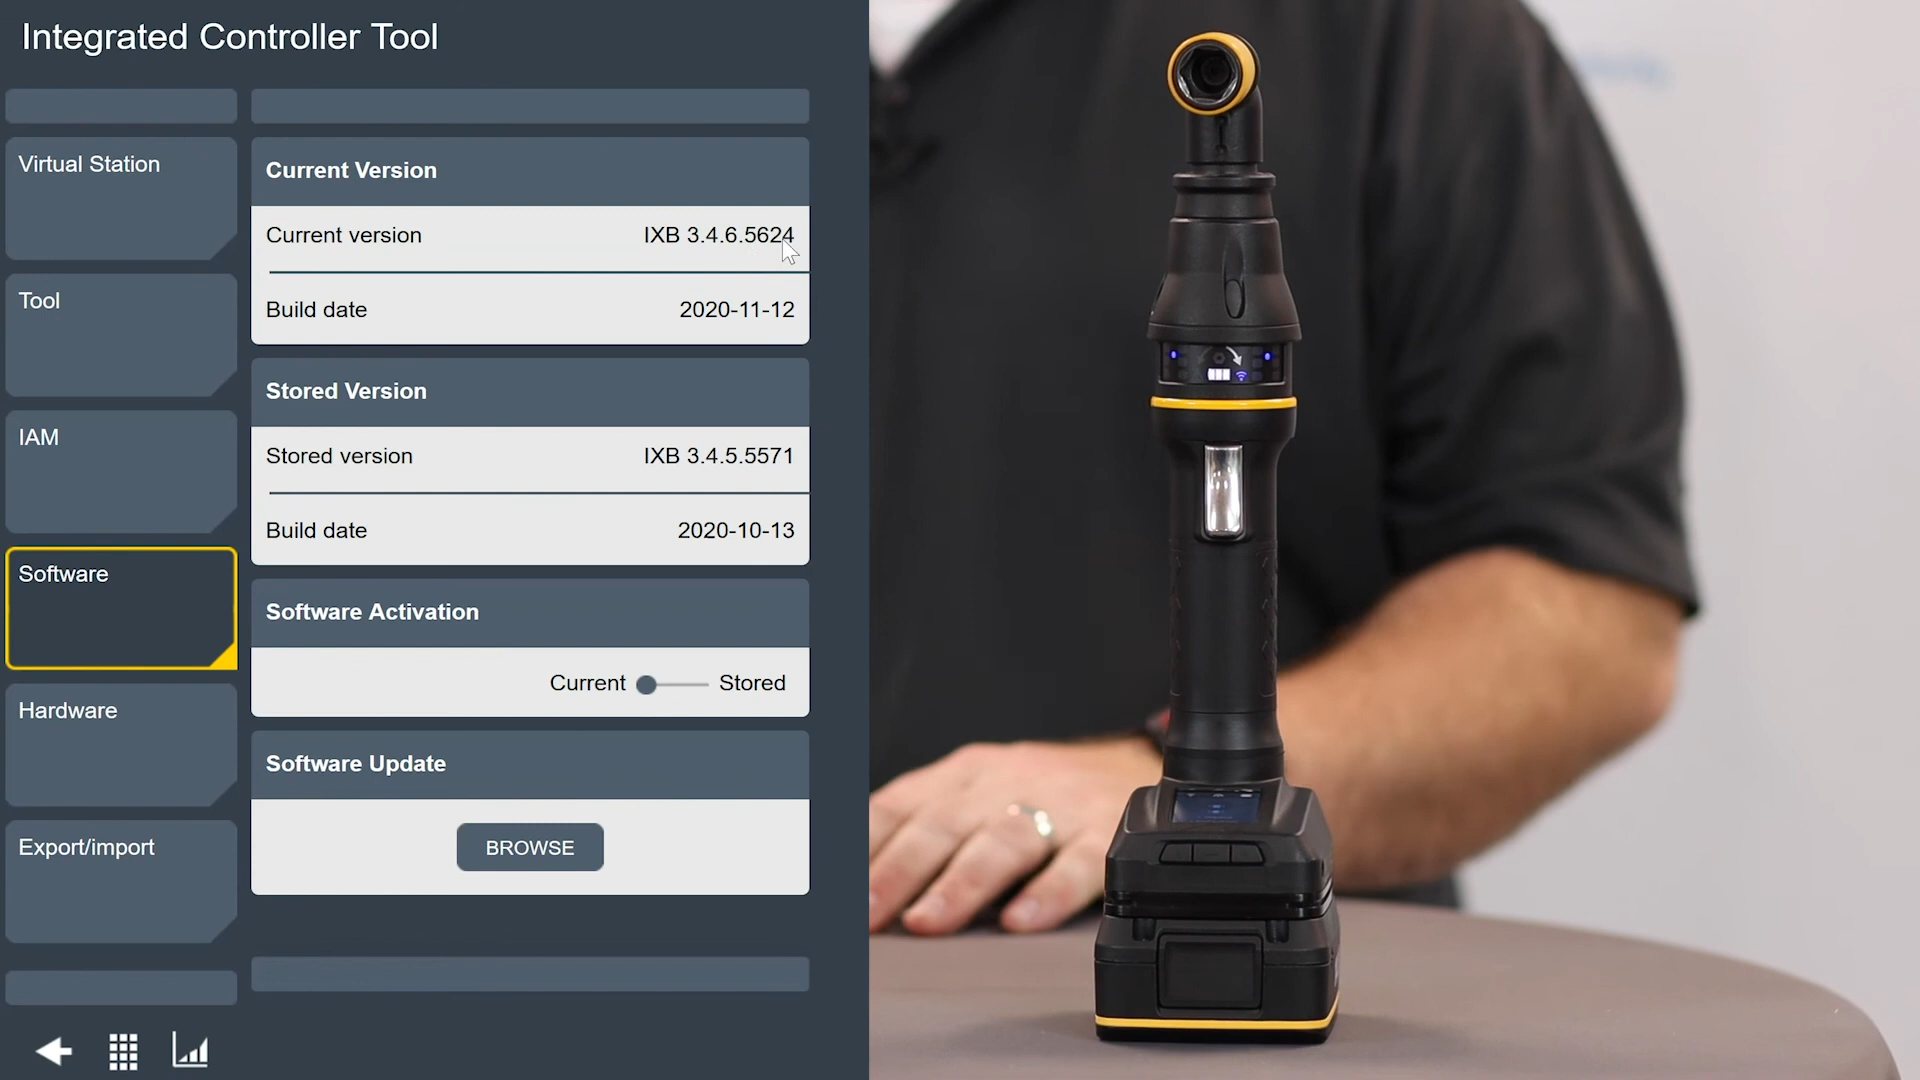 Integrated Controller Tool
Virtual Station
Tool
IAM
Software
Hardware
Export/import
Current Version
Current version IXB 3.4.6.5624
Build date 2020-11-12
Stored Version
Stored version IXB 3.4.5.5571
Build date 2020-10-13
Software Activation
Current Stored
Software Update
BROWSE